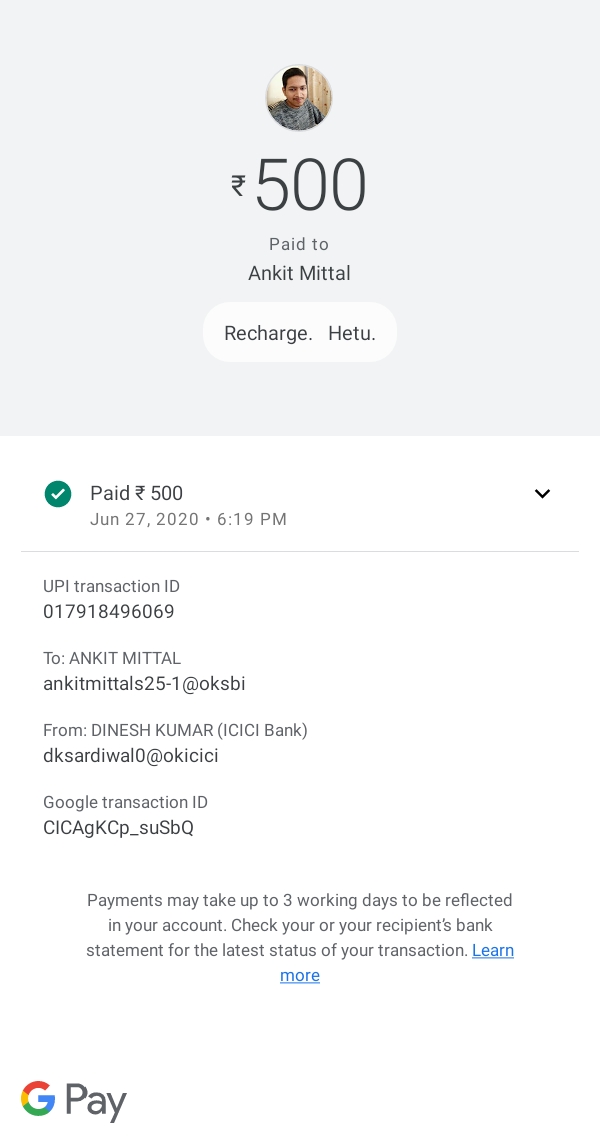 ₹500
Paid to
Ankit Mittal
Recharge. Hetu.
Paid ₹ 500
Jun 27, 2020 • 6:19 PM
UPI transaction ID
017918496069
To: ANKIT MITTAL
ankitmittals25-1@oksbi
From: DINESH KUMAR (ICICI Bank)
dksardiwal0@okicici
Google transaction ID
CICAgKCp_suSbQ
Payments may take up to 3 working days to be reflected
in your account. Check your or your recipient's bank
statement for the latest status of your transaction. Learn
more
G Pay